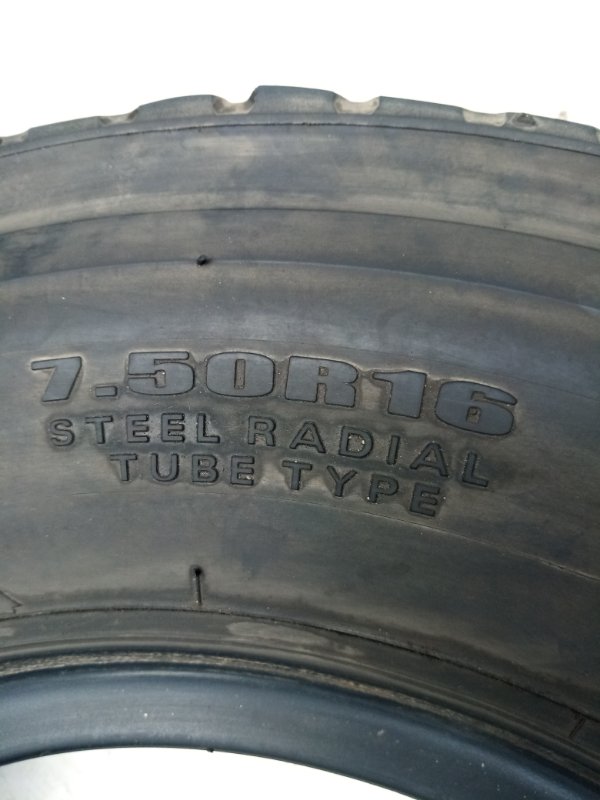 7.50R16
STEEL RADIAL
TUBE TYPE